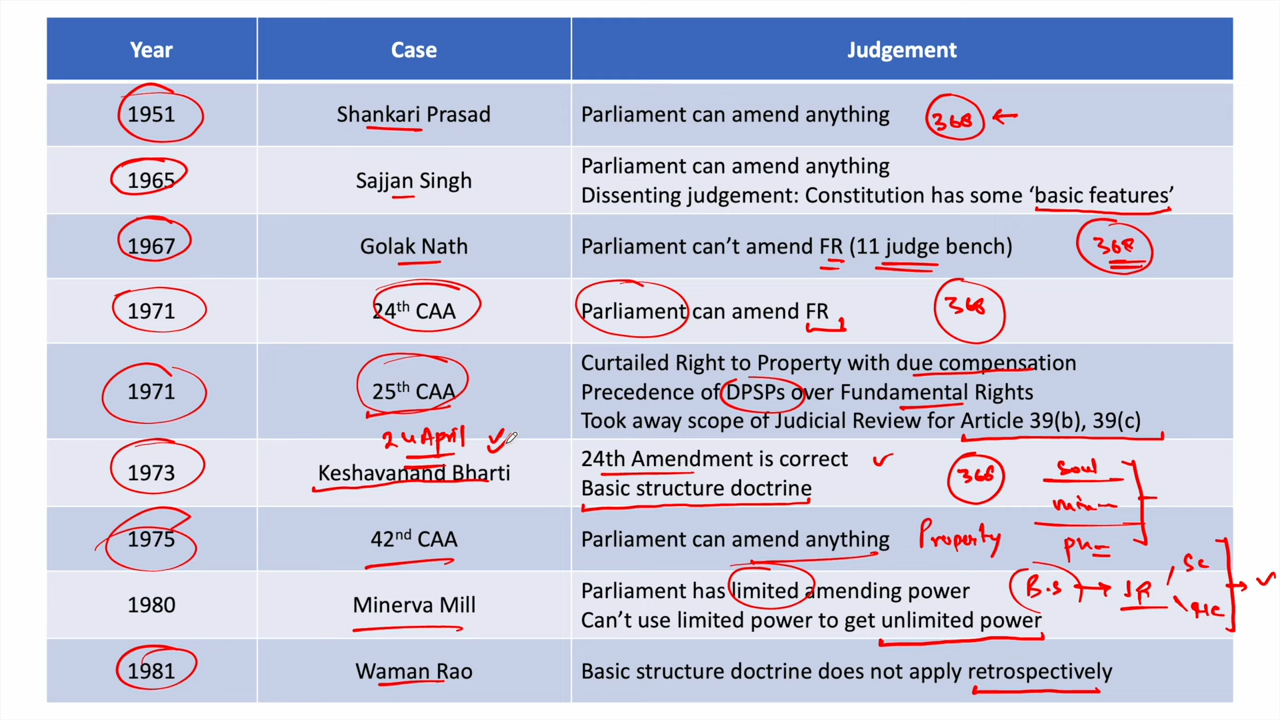 Year Case Judgement
1951 Shankari Prasad Parliament can amend anything 368
Parliament can amend anything
1965 Sajjan Singh
Dissenting judgement: Constitution has some ‘basic features’
1967 Golak Nath Parliament can’t amend FR (11 judge bench) 368
1971 24th CAA Parliament can amend FR 368
Curtailed Right to Property with due compensation
1971 25th CAA Precedence of DPSPs over Fundamental Rights
Took away scope of Judicial Review for Article 39(b), 39(c)
24 April
24th Amendment is correct soul
1973 Keshavanand Bharti 368
Basic structure doctrine
1975 42nd CAA Parliament can amend anything Property
B.S JR SC
HC
Parliament has limited amending power
1980 Minerva Mill
Can’t use limited power to get unlimited power
1981 Waman Rao Basic structure doctrine does not apply retrospectively